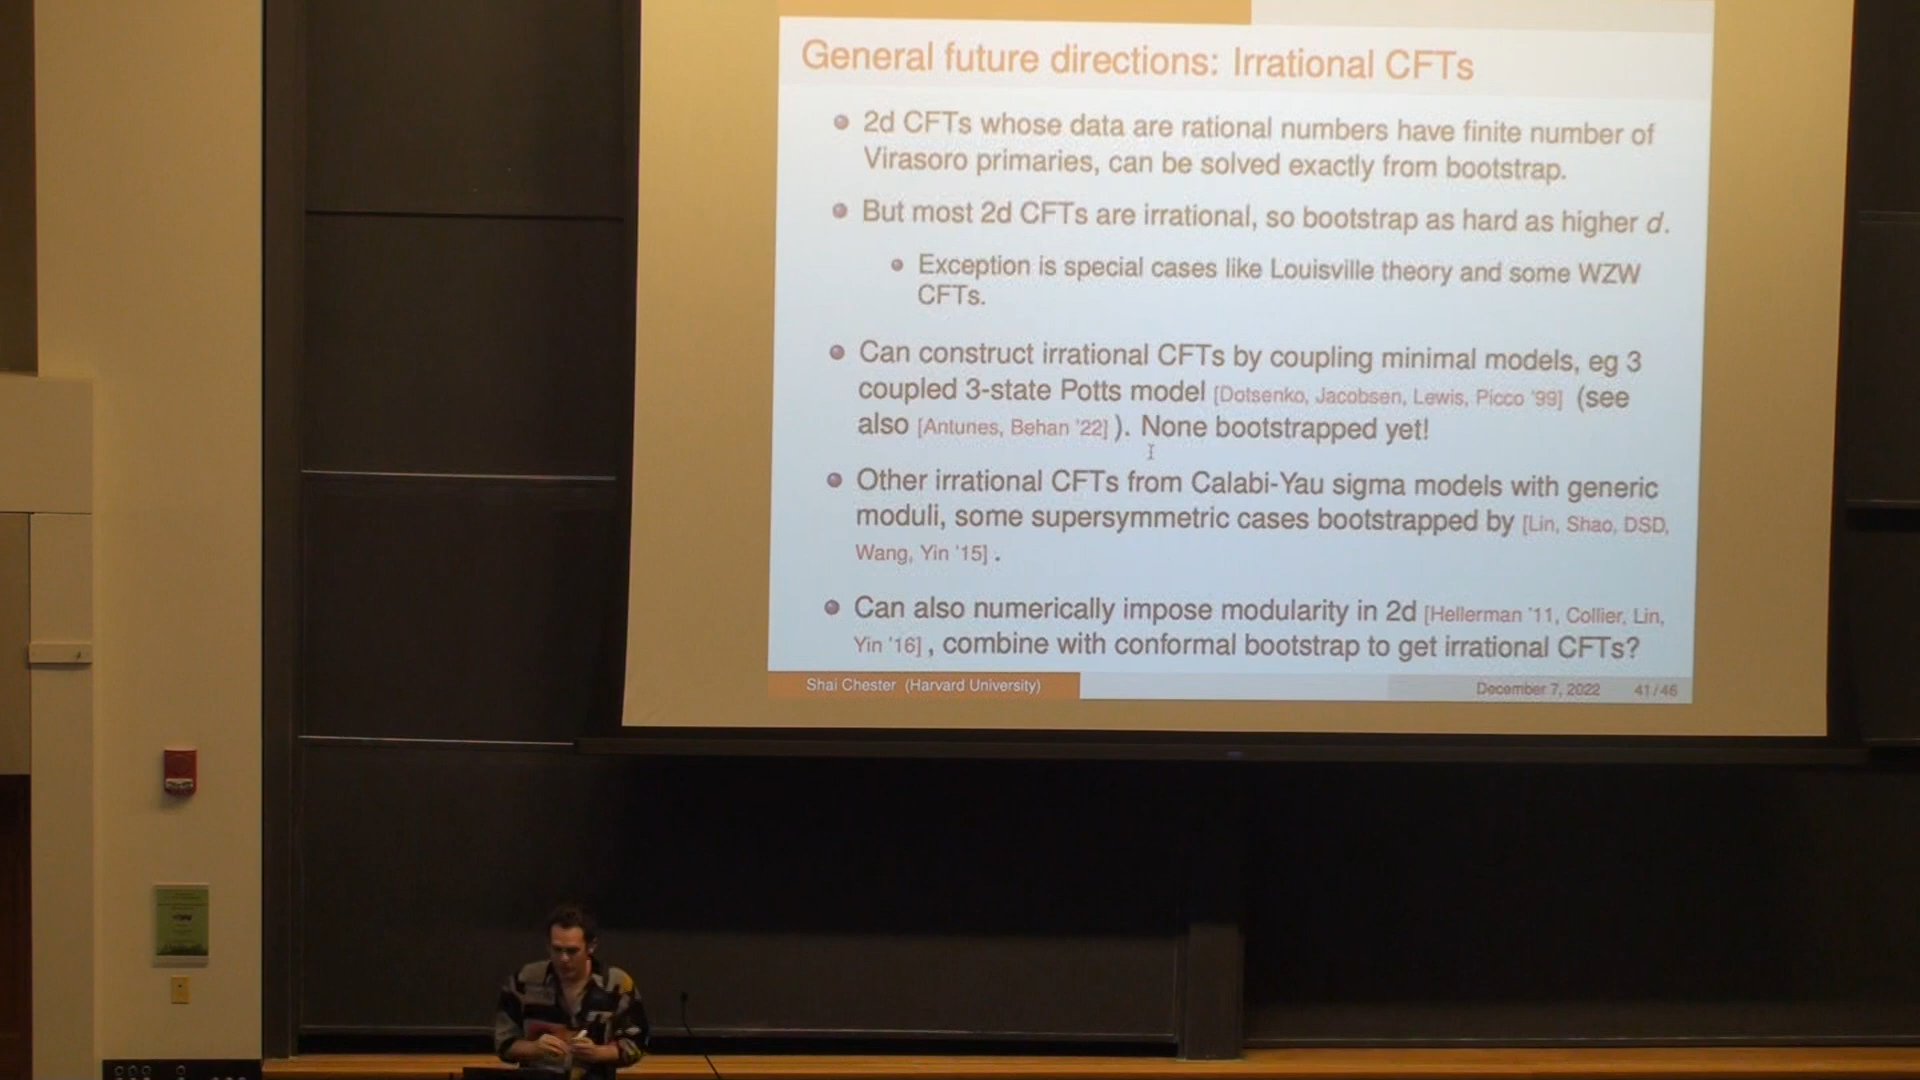 General future directions: Irrational CFTs
2d CFTs whose data are rational numbers have finite number of
Virasoro primaries, can be solved exactly from bootstrap.
But most 2d CFTs are irrational, so bootstrap as hard as higher d.
Exception is special cases like Louisville theory and some WZW
CFTs.
Can construct irrational CFTs by coupling minimal models, eg 3
coupled 3-state Potts model [Dotsenko, Jacobsen, Lewis, Picco '99] (see
also [Antunes, Behan '22] ). None bootstrapped yet!
Other irrational CFTs from Calabi-Yau sigma models with generic
moduli, some supersymmetric cases bootstrapped by [Lin, Shao, DSD,
Wang, Yin '15] .
Can also numerically impose modularity in 2d [Hellerman '11, Collier, Lin,
Yin '16] , combine with conformal bootstrap to get irrational CFTs?
Shai Chester (Harvard University)
December 7, 2022 41/46